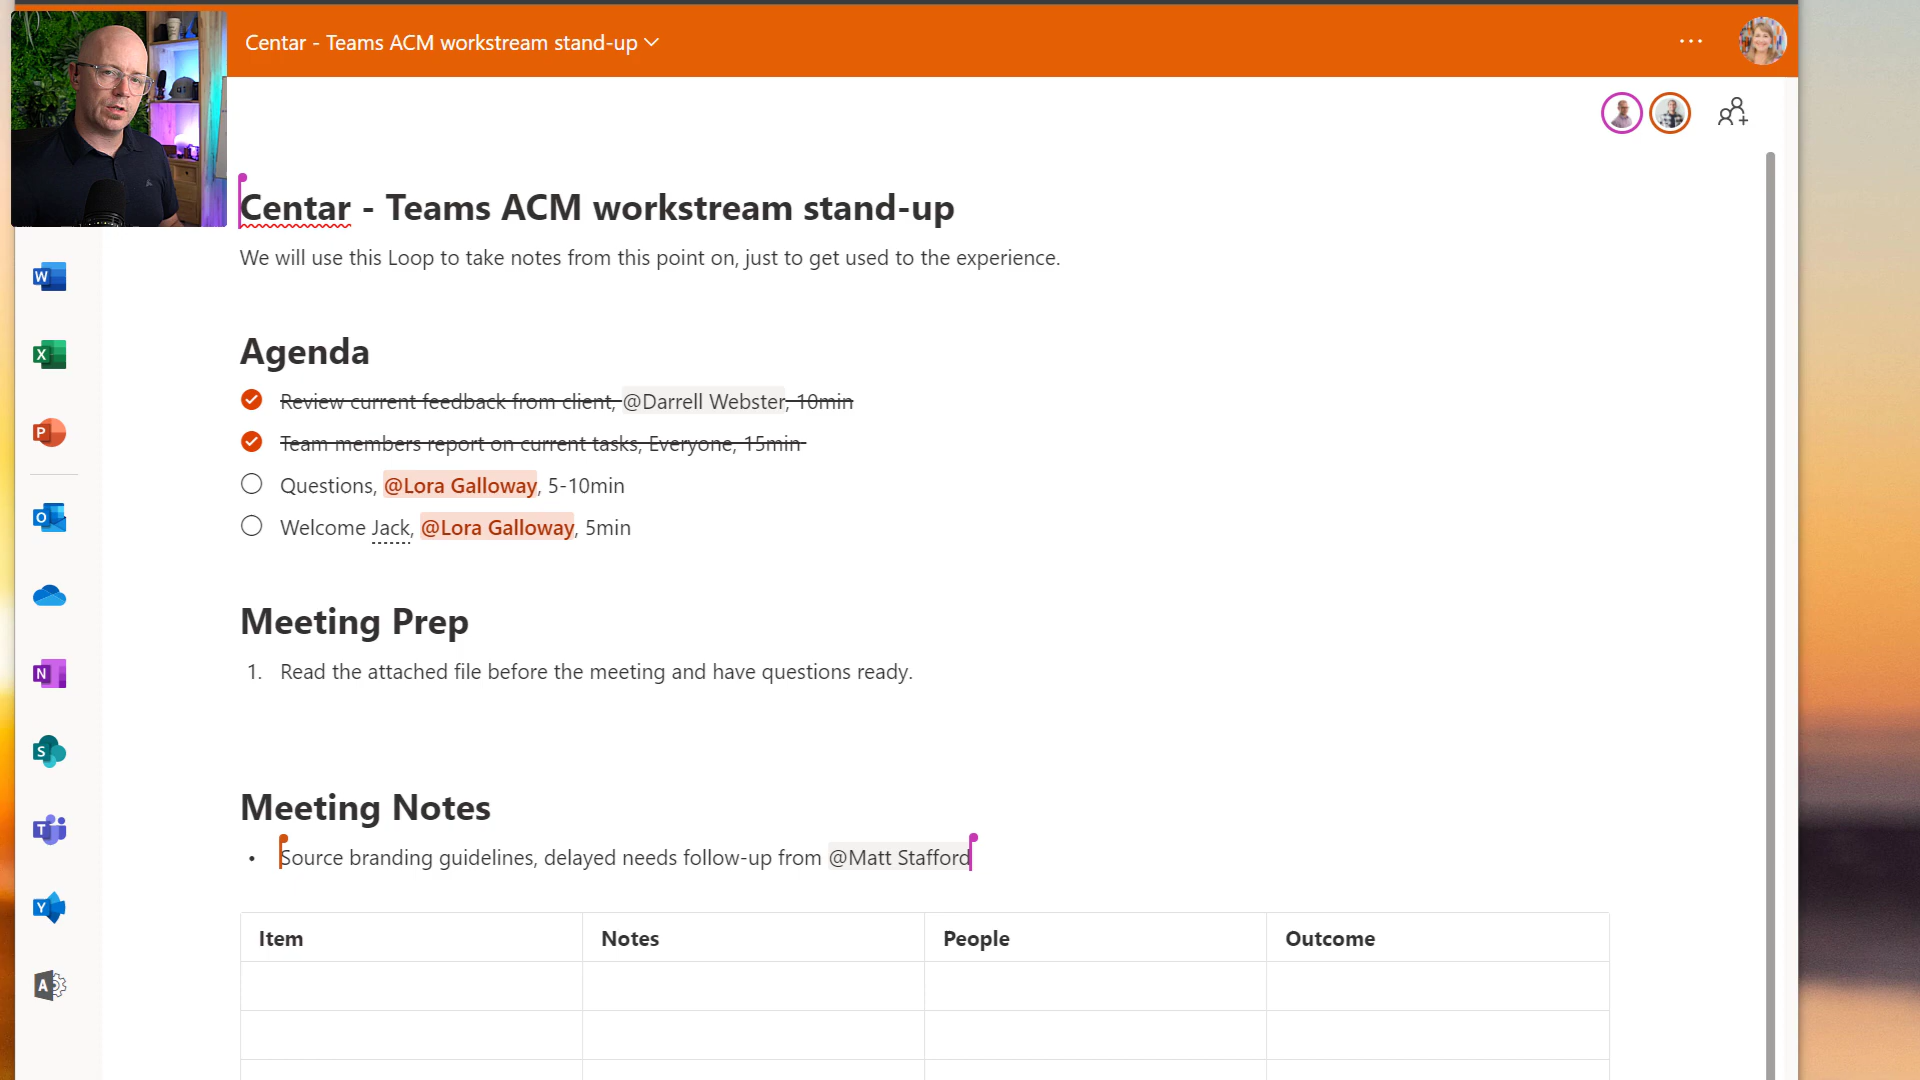 Centar - Teams ACM workstream stand-up
Centar - Teams ACM workstream stand-up
We will use this Loop to take notes from this point on, just to get used to the experience.
Agenda
Review current feedback from client, @Darrell Webster, 10min
Team members report on current tasks, Everyone, 15min
Questions, @Lora Galloway, 5-10min
Welcome Jack, @Lora Galloway, 5min
Meeting Prep
1. Read the attached file before the meeting and have questions ready.
Meeting Notes
• Source branding guidelines, delayed needs follow-up from @Matt Stafford
Item Notes People Outcome
W
X
P
O
N
S
T
Y
A